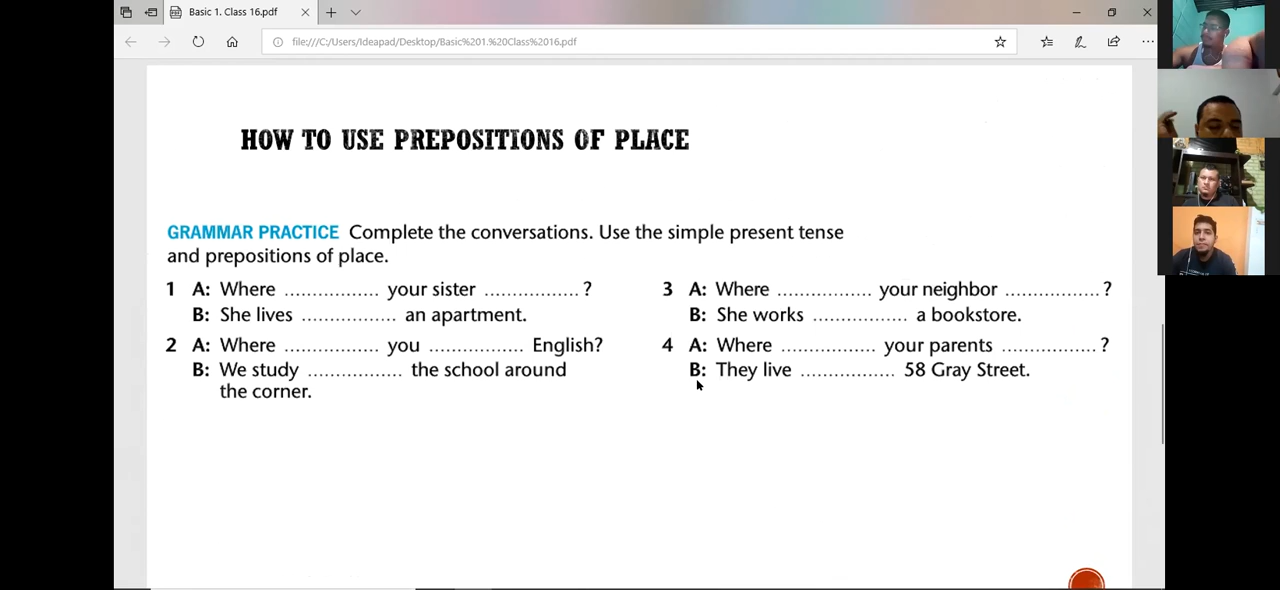 Basic 1. Class 16.pdf
file:///C:/Users/Ideapad/Desktop/Basic%201.%20Class%2016.pdf
HOW TO USE PREPOSITIONS OF PLACE
GRAMMAR PRACTICE Complete the conversations. Use the simple present tense
and prepositions of place.
1 A: Where ................. your sister ................. ?
B: She lives ................. an apartment.
2 A: Where ................. you ................. English?
B: We study ................. the school around
the corner.
3 A: Where ................. your neighbor ................. ?
B: She works ................. a bookstore.
4 A: Where ................. your parents ................. ?
B: They live ................. 58 Gray Street.